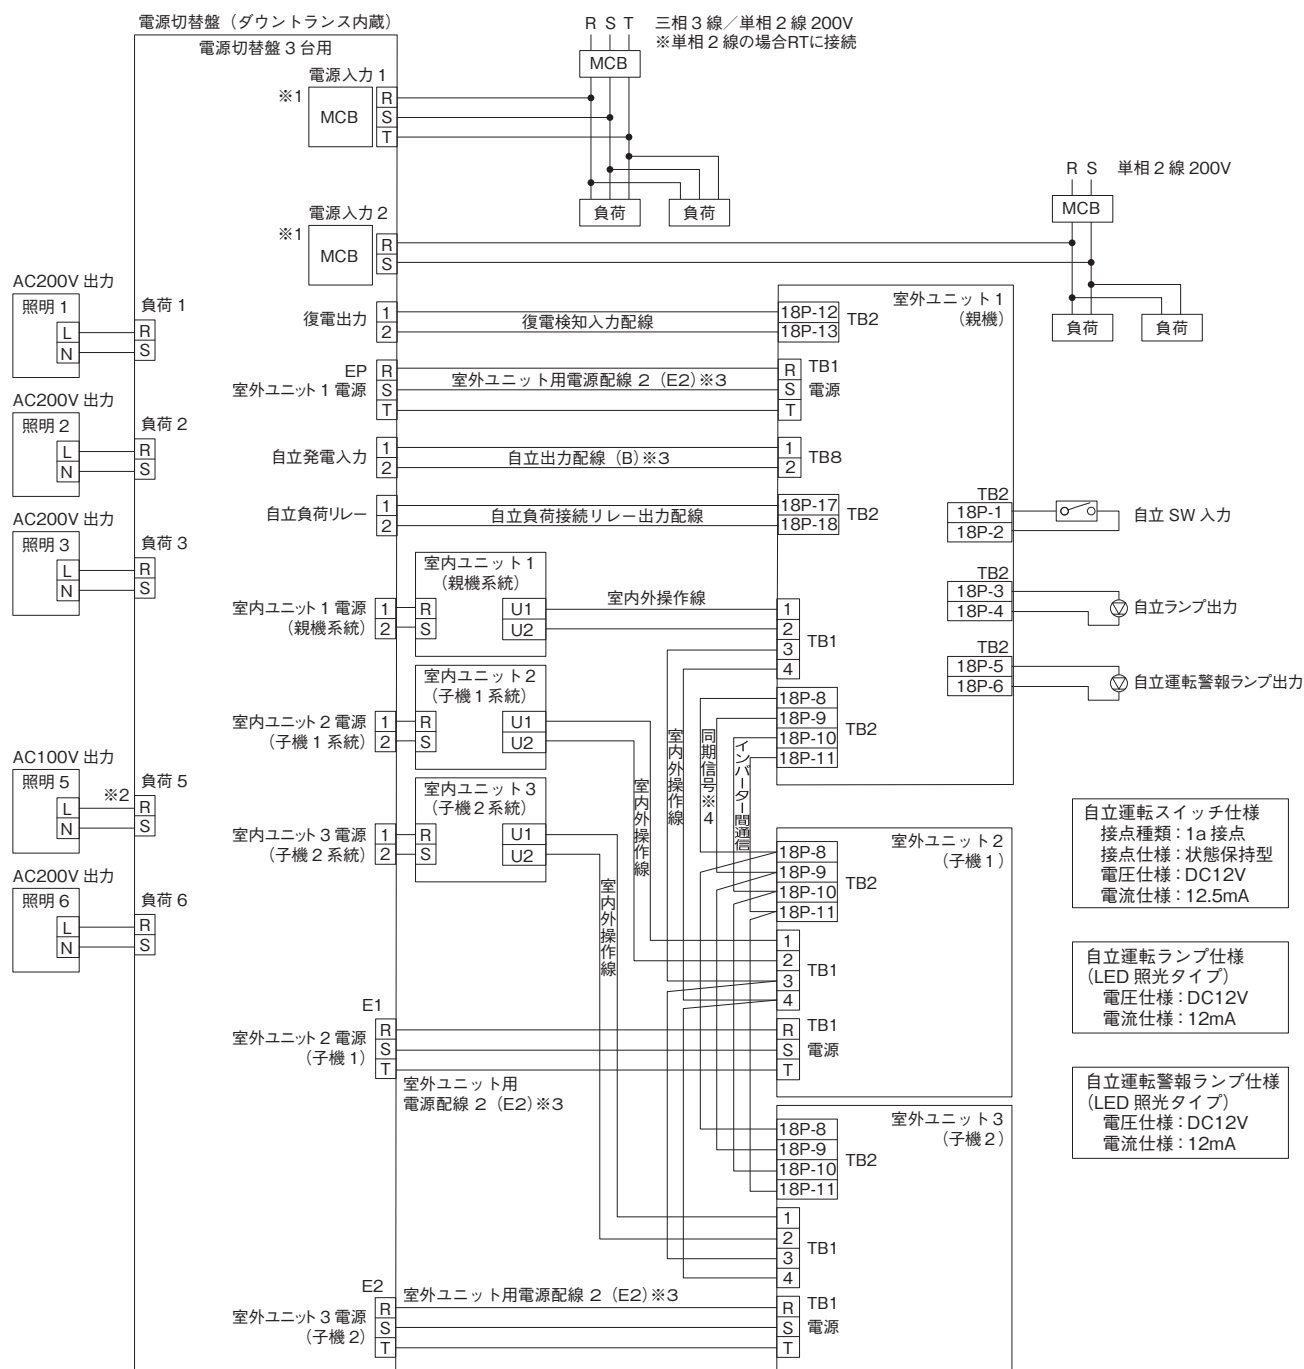 電源切替盤（ダウントランス内蔵）
電源切替盤３台用
R S T 三相３線／単相２線 200V
※単相２線の場合RTに接続
MCB
電源入力１
※1
MCB
R
S
T
負荷
負荷
R S 単相２線 200V
MCB
電源入力２
※1
MCB
R
S
負荷
負荷
AC200V 出力
照明１
L
N
負荷１
R
S
AC200V 出力
照明２
L
N
負荷２
R
S
AC200V 出力
照明３
L
N
負荷３
R
S
AC100V 出力
照明５
※2
L
N
負荷５
R
S
AC200V 出力
照明６
L
N
負荷６
R
S
復電出力
1
2
復電検知入力配線
18P-12
18P-13
TB2
室外ユニット１
（親機）
EP
室外ユニット１電源
R
S
T
室外ユニット用電源配線２（E2）※3
R
S
T
TB1
電源
自立発電入力
1
2
自立出力配線（B）※3
1
2
TB8
自立負荷リレー
1
2
自立負荷接続リレー出力配線
18P-17
18P-18
TB2
TB2
18P-1
18P-2
自立 SW 入力
TB2
18P-3
18P-4
自立ランプ出力
TB2
18P-5
18P-6
自立運転警報ランプ出力
室内ユニット１電源
（親機系統）
1
2
室内ユニット１
（親機系統）
R
S
U1
U2
室内外操作線
1
2
3
4
TB1
室内ユニット２電源
（子機１系統）
1
2
室内ユニット２
（子機１系統）
R
S
U1
U2
18P-8
18P-9
18P-10
18P-11
TB2
室内ユニット３電源
（子機２系統）
1
2
室内ユニット３
（子機２系統）
R
S
U1
U2
室内外操作線
室内外操作線
室内外操作線
同期信号※４
インバーター間通信
室外ユニット２
（子機１）
18P-8
18P-9
18P-10
18P-11
TB2
1
2
3
4
TB1
E1
室外ユニット２電源
（子機１）
R
S
T
室外ユニット用
電源配線２（E2）※3
R
S
T
TB1
電源
室外ユニット３
（子機２）
18P-8
18P-9
18P-10
18P-11
TB2
1
2
3
4
TB1
E2
室外ユニット３電源
（子機２）
R
S
T
室外ユニット用電源配線２（E2）※3
R
S
T
TB1
電源
自立運転スイッチ仕様
接点種類：1a 接点
接点仕様：状態保持型
電圧仕様：DC12V
電流仕様：12.5mA
自立運転ランプ仕様
（LED 照光タイプ）
電圧仕様：DC12V
電流仕様：12mA
自立運転警報ランプ仕様
（LED 照光タイプ）
電圧仕様：DC12V
電流仕様：12mA